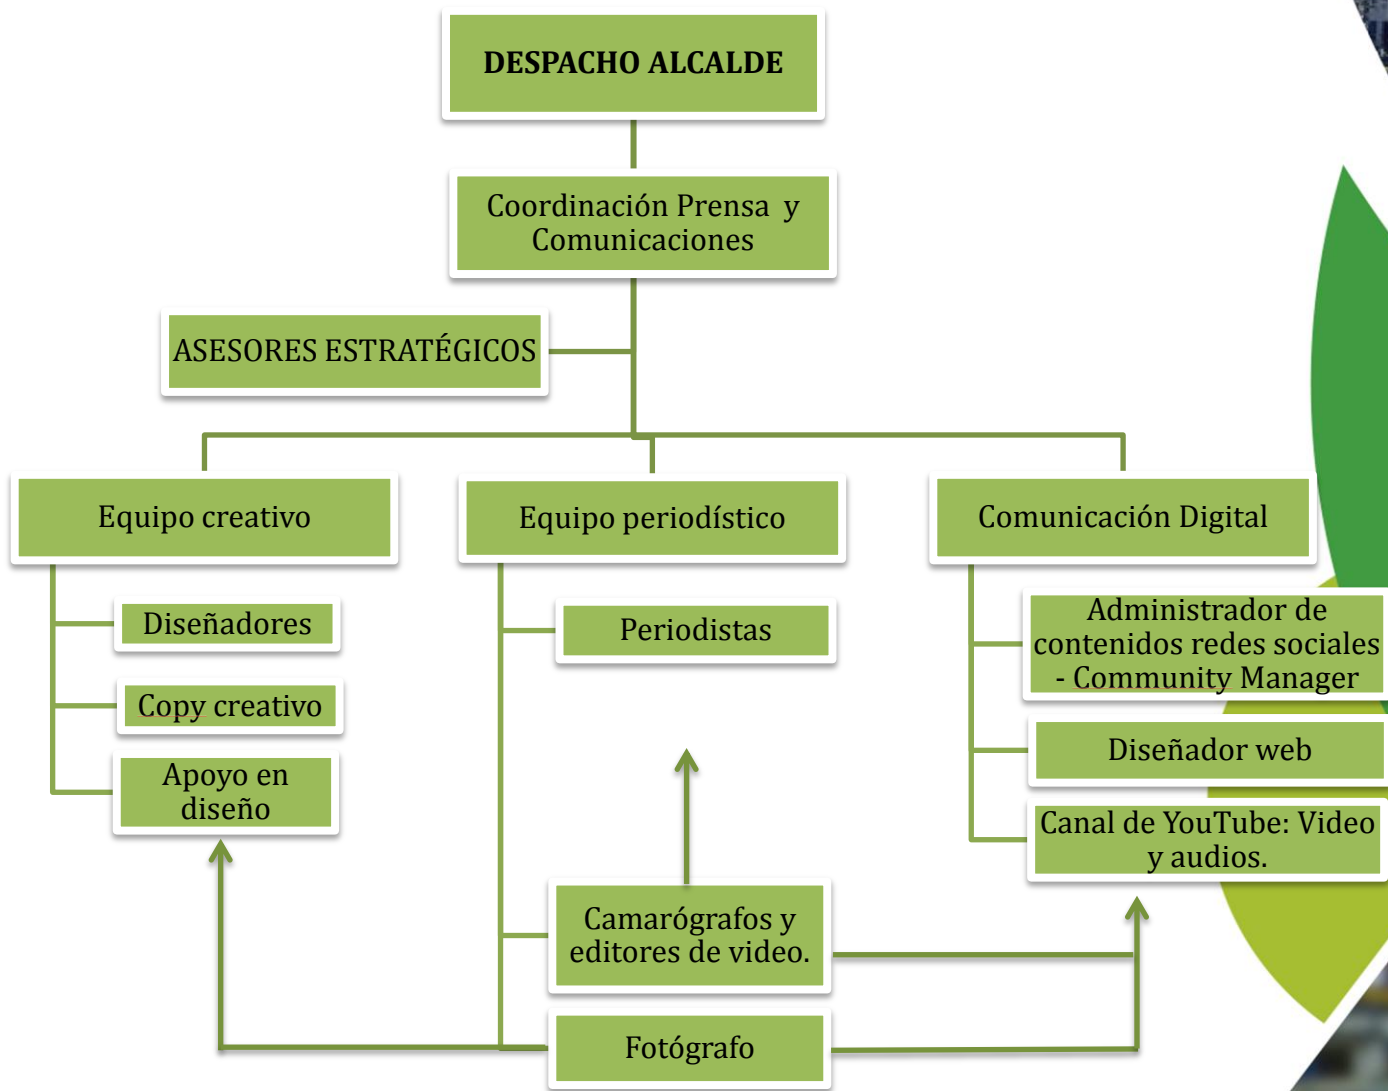 DESPACHO ALCALDE
Coordinación Prensa y
Comunicaciones
ASESORES ESTRATÉGICOS
Equipo creativo
Equipo periodístico
Comunicación Digital
Diseñadores
Copy creativo
Apoyo en
diseño
Periodistas
Camarógrafos y
editores de video.
Fotógrafo
Administrador de
contenidos redes sociales
- Community Manager
Diseñador web
Canal de YouTube: Video
y audios.